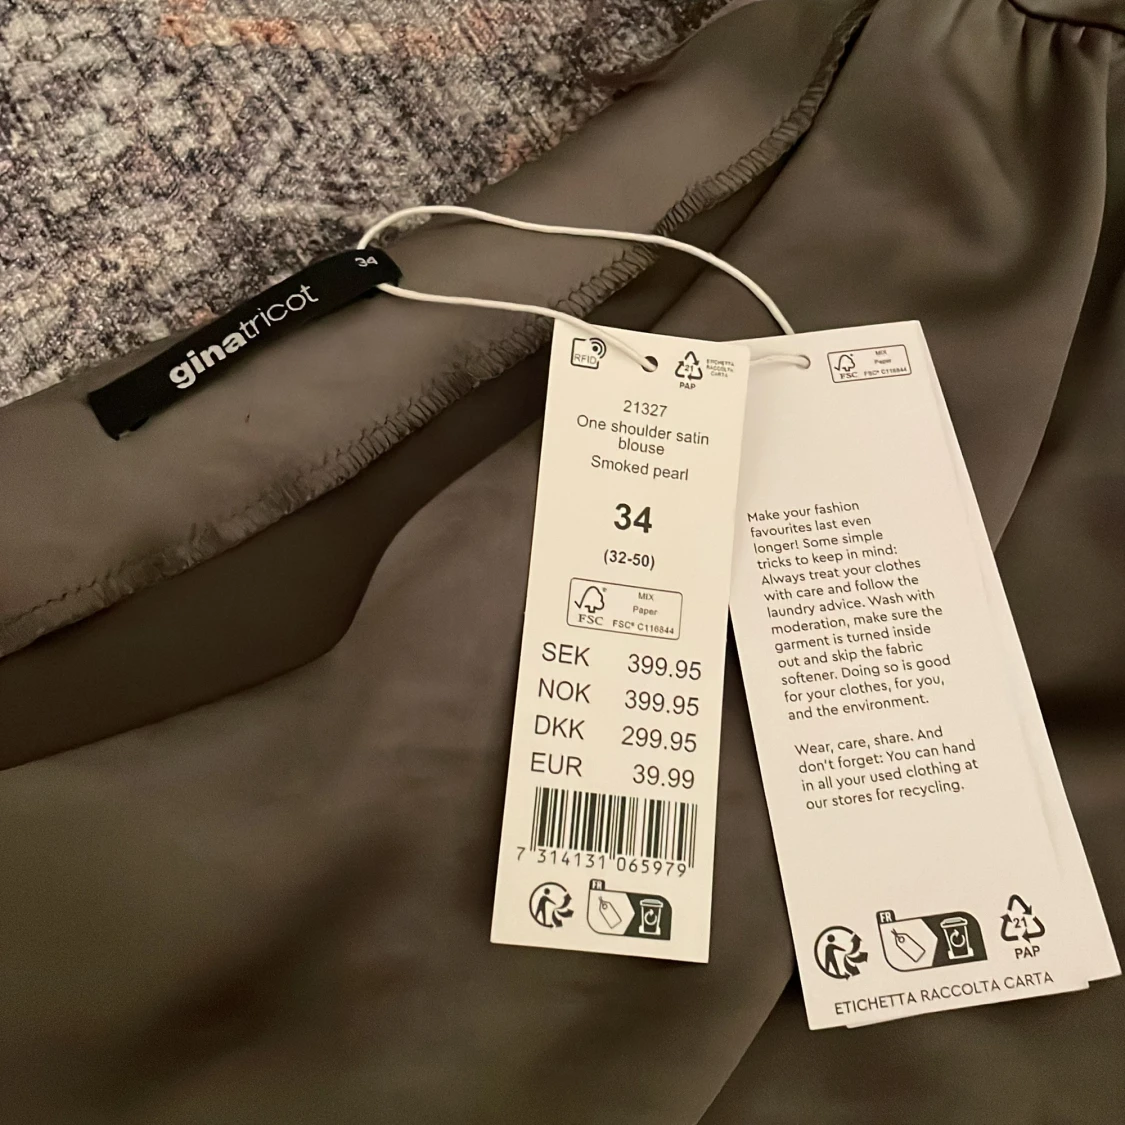 34
ginatricot
RFID
21
PAP
ETICHETTA
RACCOLTA
CARTA
21327
One shoulder satin
blouse
Smoked pearl
34
(32-50)
FSC®
MIX
Paper
FSC® C116844
SEK 399.95
NOK 399.95
DKK 299.95
EUR 39.99
7 314131 065979
FR
FSC
MIX
Paper
FSC® C116844
Make your fashion
favourites last even
longer! Some simple
tricks to keep in mind:
Always treat your clothes
with care and follow the
laundry advice. Wash with
moderation, make sure the
garment is turned inside
out and skip the fabric
softener. Doing so is good
for your clothes, for you,
and the environment.
Wear, care, share. And
don't forget: You can hand
in all your used clothing at
our stores for recycling.
FR
21
PAP
ETICHETTA RACCOLTA CARTA